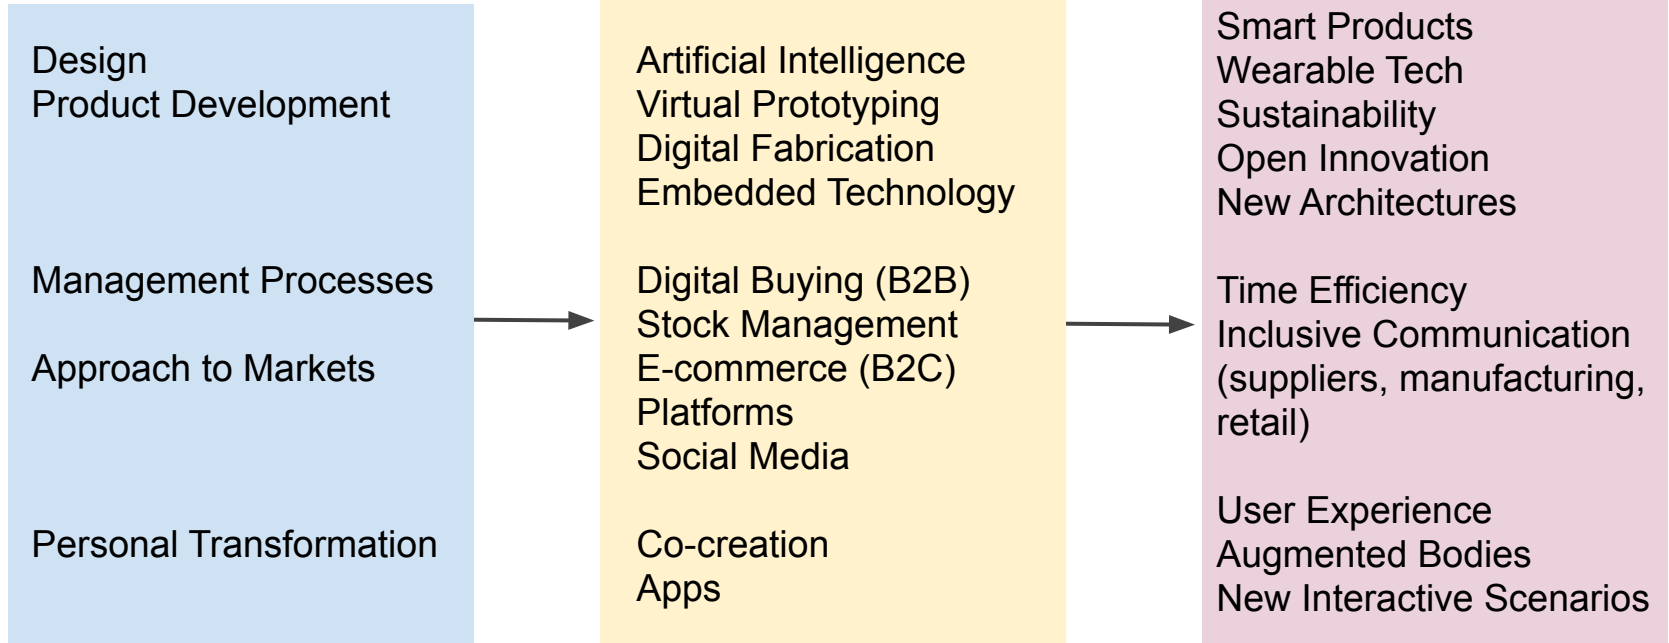 Design
Product Development
Management Processes
Approach to Markets
Personal Transformation
Artificial Intelligence
Virtual Prototyping
Digital Fabrication
Embedded Technology
Digital Buying (B2B)
Stock Management
E-commerce (B2C)
Platforms
Social Media
Co-creation
Apps
Smart Products
Wearable Tech
Sustainability
Open Innovation
New Architectures
Time Efficiency
Inclusive Communication
(suppliers, manufacturing,
retail)
User Experience
Augmented Bodies
New Interactive Scenarios